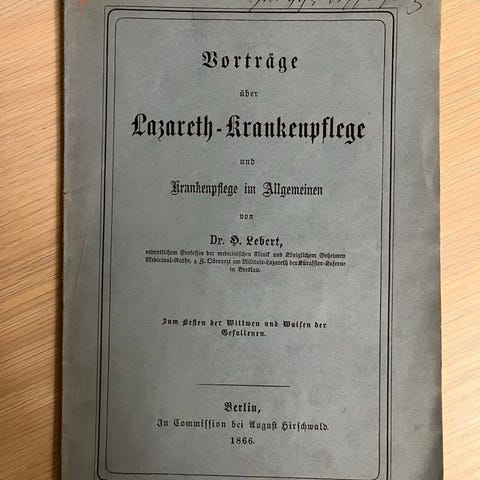 Vorträge
über
Lazareth-Krankenpflege
und
Krankenpflege im Allgemeinen
von
Dr. H. Lebert,
ordentlichem Professor der medicinischen Klinik und Königlichem Geheimen
Medicinal-Rathe, z. Z. Oberarzt am Militair-Lazareth der Kürassier-Kaserne
in Breslau.
Zum Besten der Wittwen und Waisen der
Gefallenen.
Berlin,
In Commission bei August Hirschwald.
1866.